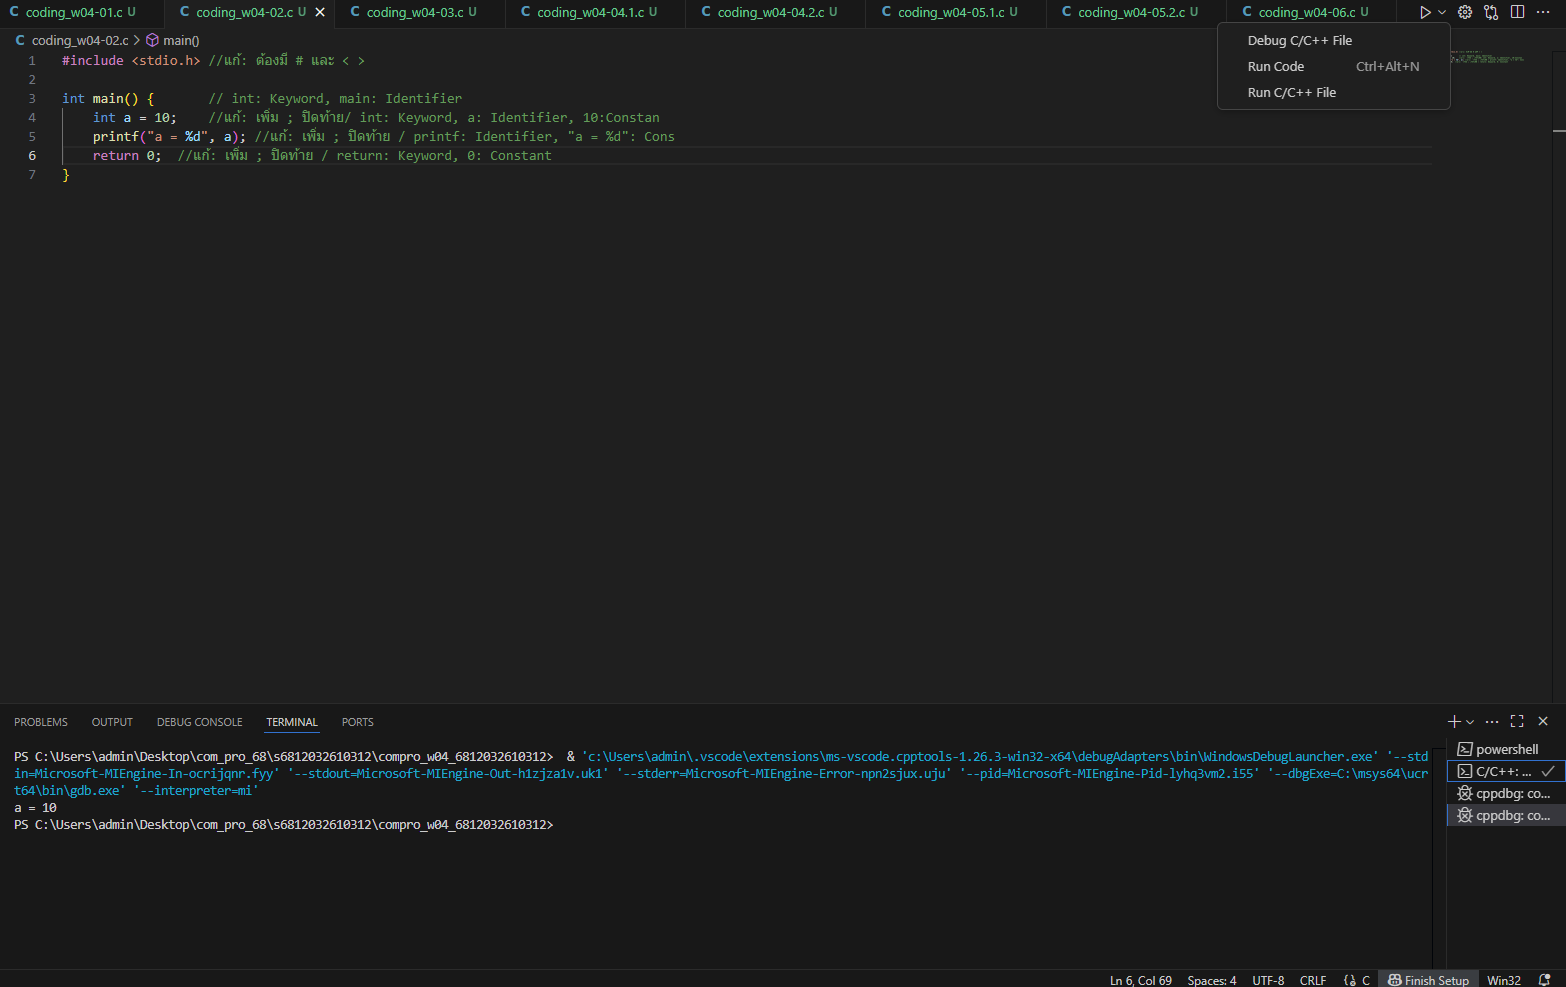 C coding_w04-01.c U C coding_w04-02.c U C coding_w04-03.c U C coding_w04-04.1.c U C coding_w04-04.2.c U C coding_w04-05.1.c U C coding_w04-05.2.c U C coding_w04-06.c U
C coding_w04-02.c > main()
Debug C/C++ File
Run Code Ctrl+Alt+N
Run C/C++ File
1 #include <stdio.h> //แก้: ต้องมี # และ < >
2
3 int main() { // int: Keyword, main: Identifier
4 int a = 10; //แก้: เพิ่ม ; ปิดท้าย/ int: Keyword, a: Identifier, 10:Constan
5 printf("a = %d", a); //แก้: เพิ่ม ; ปิดท้าย / printf: Identifier, "a = %d": Cons
6 return 0; //แก้: เพิ่ม ; ปิดท้าย / return: Keyword, 0: Constant
7 }
PROBLEMS OUTPUT DEBUG CONSOLE TERMINAL PORTS
PS C:\Users\admin\Desktop\com_pro_68\s6812032610312\compro_w04_6812032610312> & 'c:\Users\admin\.vscode\extensions\ms-vscode.cpptools-1.26.3-win32-x64\debugAdapters\bin\WindowsDebugLauncher.exe' '--std
in=Microsoft-MIEngine-In-ocrijqnr.fyy' '--stdout=Microsoft-MIEngine-Out-h1zjza1v.uk1' '--stderr=Microsoft-MIEngine-Error-npn2sjux.uju' '--pid=Microsoft-MIEngine-Pid-lyhq3vm2.i55' '--dbgExe=C:\msys64\ucr
t64\bin\gdb.exe' '--interpreter=mi'
a = 10
PS C:\Users\admin\Desktop\com_pro_68\s6812032610312\compro_w04_6812032610312>
powershell
C/C++: ...
cppdbg: co...
cppdbg: co...
Ln 6, Col 69 Spaces: 4 UTF-8 CRLF C Finish Setup Win32